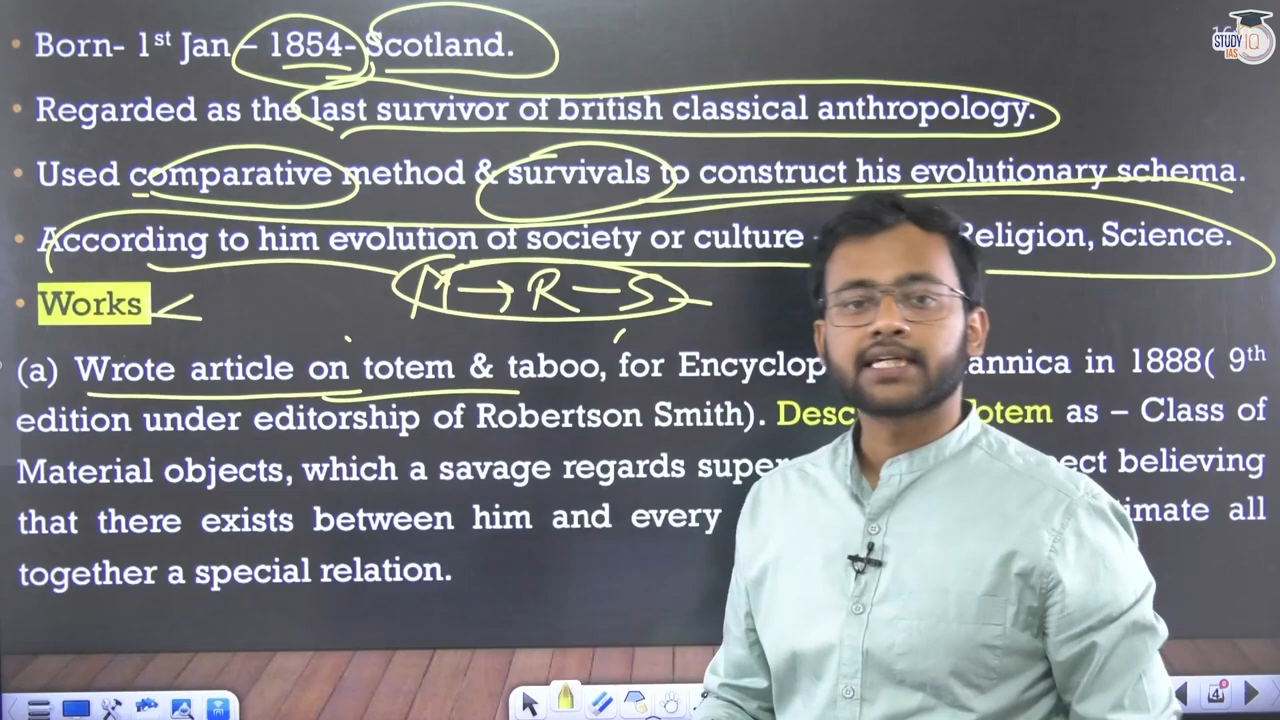 • Born- 1st Jan – 1854- Scotland.
STUDY IQ
IAS
• Regarded as the last survivor of british classical anthropology.
• Used comparative method & survivals to construct his evolutionary schema.
• According to him evolution of society or culture - Religion, Science.
M → R – S
• Works
(a) Wrote article on totem & taboo, for Encyclop annica in 1888( 9th
edition under editorship of Robertson Smith). Desc Totem as – Class of
Material objects, which a savage regards super ect believing
that there exists between him and every imate all
together a special relation.
4